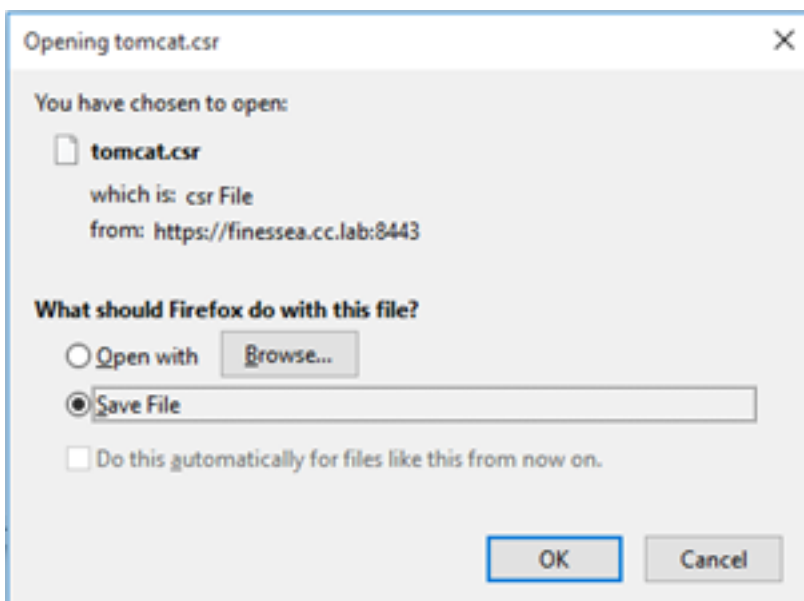 Opening tomcat.csr
You have chosen to open:
tomcat.csr
which is: csr File
from: https://finessea.cc.lab:8443
What should Firefox do with this file?
Open with Browse...
Save File
Do this automatically for files like this from now on.
OK Cancel